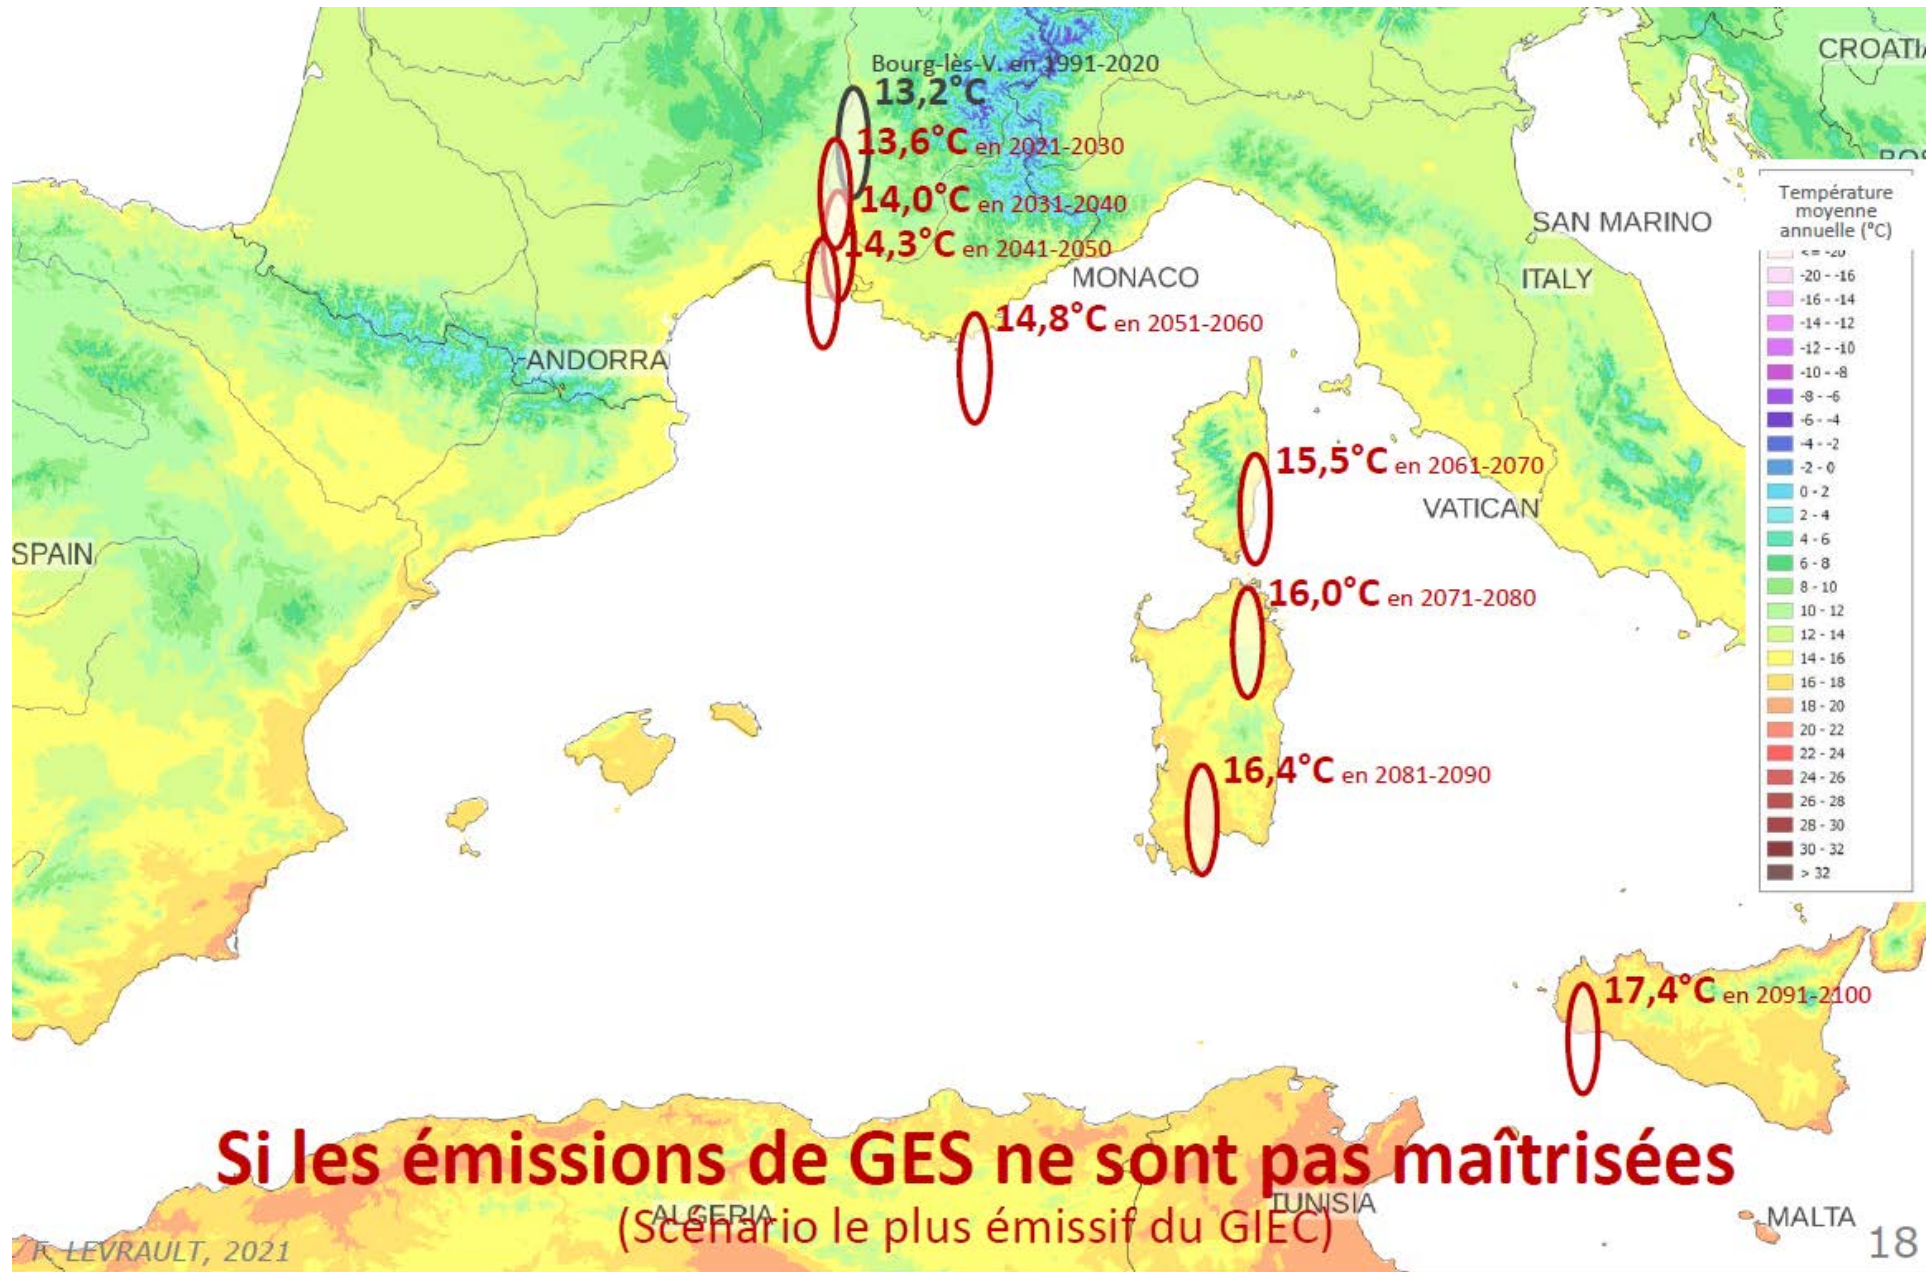 CROATI
Bourg-lès-V. en 1991-2020
13,2°C
13,6°C en 2021-2030
14,0°C en 2031-2040
14,3°C en 2041-2050
SAN MARINO
MONACO
ITALY
14,8°C en 2051-2060
ANDORRA
15,5°C en 2061-2070
VATICAN
SPAIN
16,0°C en 2071-2080
16,4°C en 2081-2090
17,4°C en 2091-2100
Température
moyenne
annuelle (°C)
<= -20
-20 - -16
-16 - -14
-14 - -12
-12 - -10
-10 - -8
-8 - -6
-6 - -4
-4 - -2
-2 - 0
0 - 2
2 - 4
4 - 6
6 - 8
8 - 10
10 - 12
12 - 14
14 - 16
16 - 18
18 - 20
20 - 22
22 - 24
24 - 26
26 - 28
28 - 30
30 - 32
> 32
Si les émissions de GES ne sont pas maîtrisées
(Scénario le plus émissif du GIEC)
ALGERIA
TUNISIA
MALTA
F. LEVRAULT, 2021
18